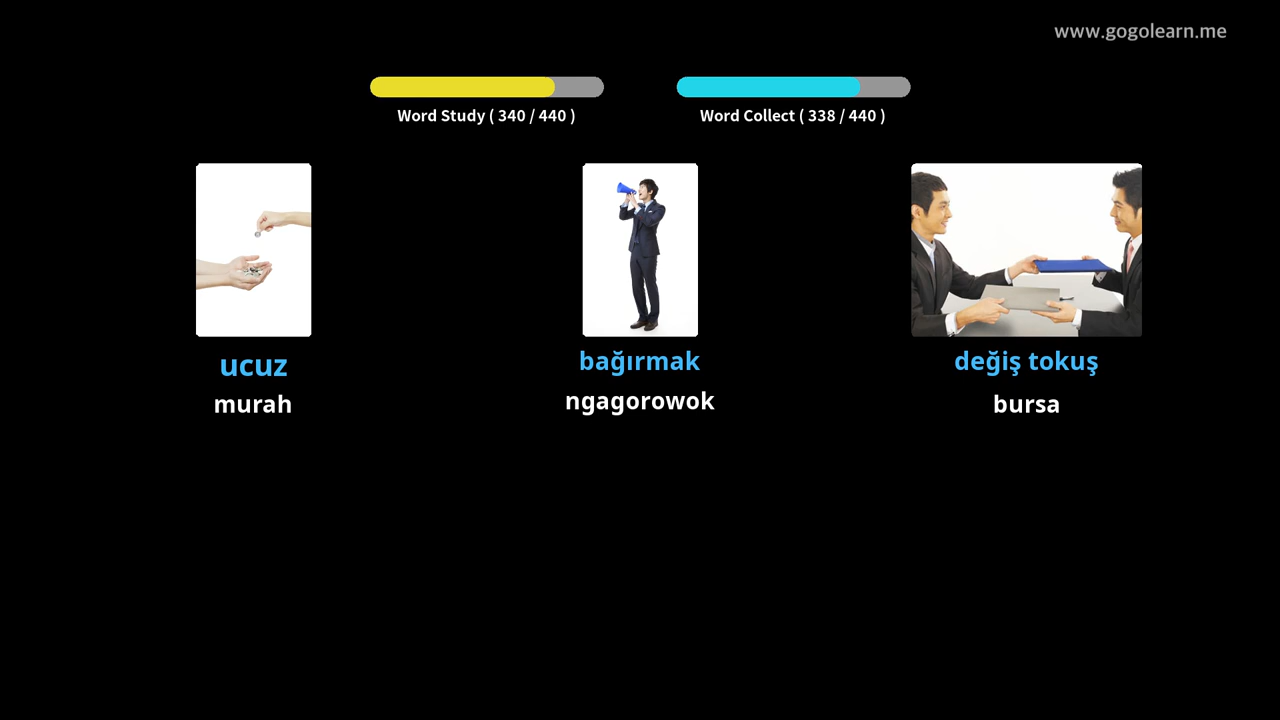 www.gogolearn.me
Word Study ( 340 / 440 )
Word Collect ( 338 / 440 )
ucuz
murah
bağırmak
ngagorowok
değiş tokuş
bursa